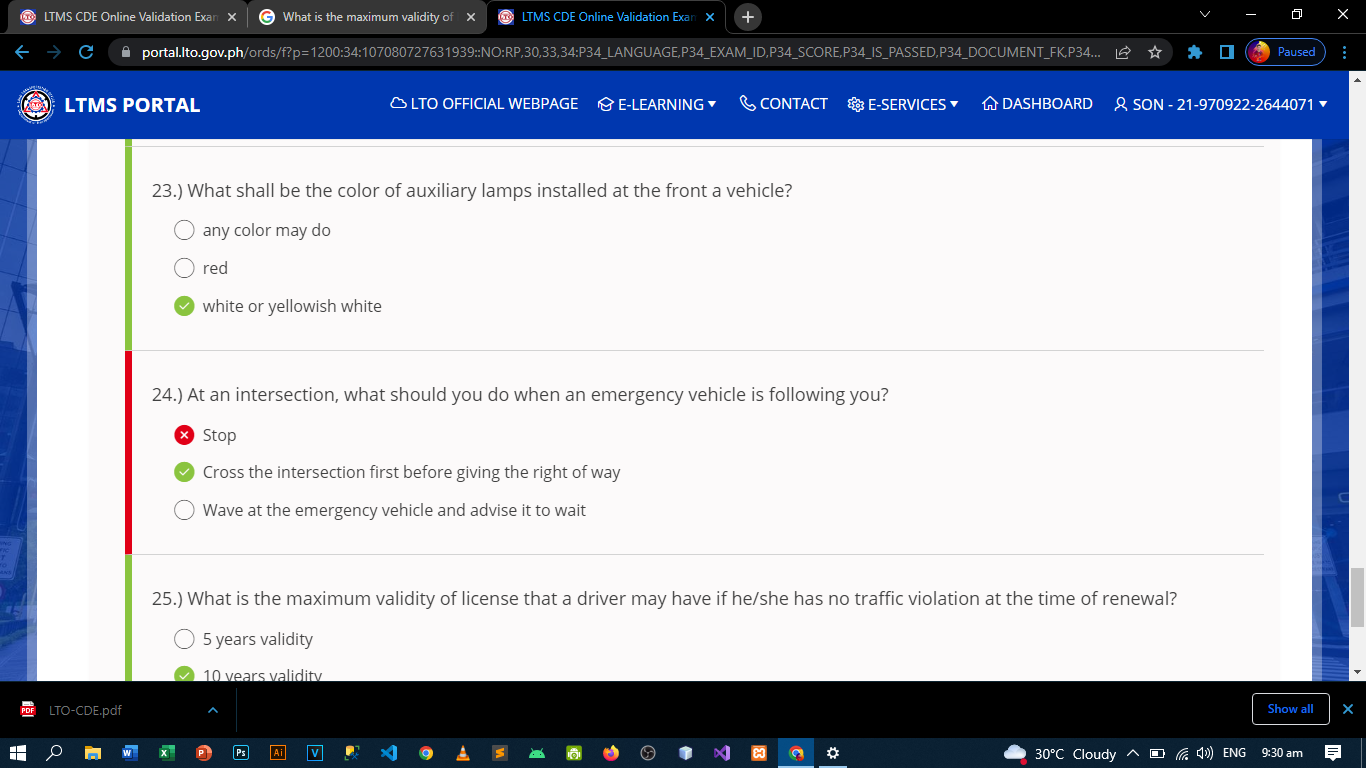 LTMS CDE Online Validation Exan
What is the maximum validity of
LTMS CDE Online Validation Exan
portal.lto.gov.ph/ords/f?p=1200:34:107080727631939::NO:RP,30,33,34:P34_LANGUAGE,P34_EXAM_ID,P34_SCORE,P34_IS_PASSED,P34_DOCUMENT_FK,P34...
Paused
LTMS PORTAL
LTO OFFICIAL WEBPAGE
E-LEARNING
CONTACT
E-SERVICES
DASHBOARD
SON - 21-970922-2644071
23.) What shall be the color of auxiliary lamps installed at the front a vehicle?
any color may do
red
white or yellowish white
24.) At an intersection, what should you do when an emergency vehicle is following you?
Stop
Cross the intersection first before giving the right of way
Wave at the emergency vehicle and advise it to wait
25.) What is the maximum validity of license that a driver may have if he/she has no traffic violation at the time of renewal?
5 years validity
10 years validity
PDF
LTO-CDE.pdf
Show all
30°C Cloudy
ENG
9:30 am